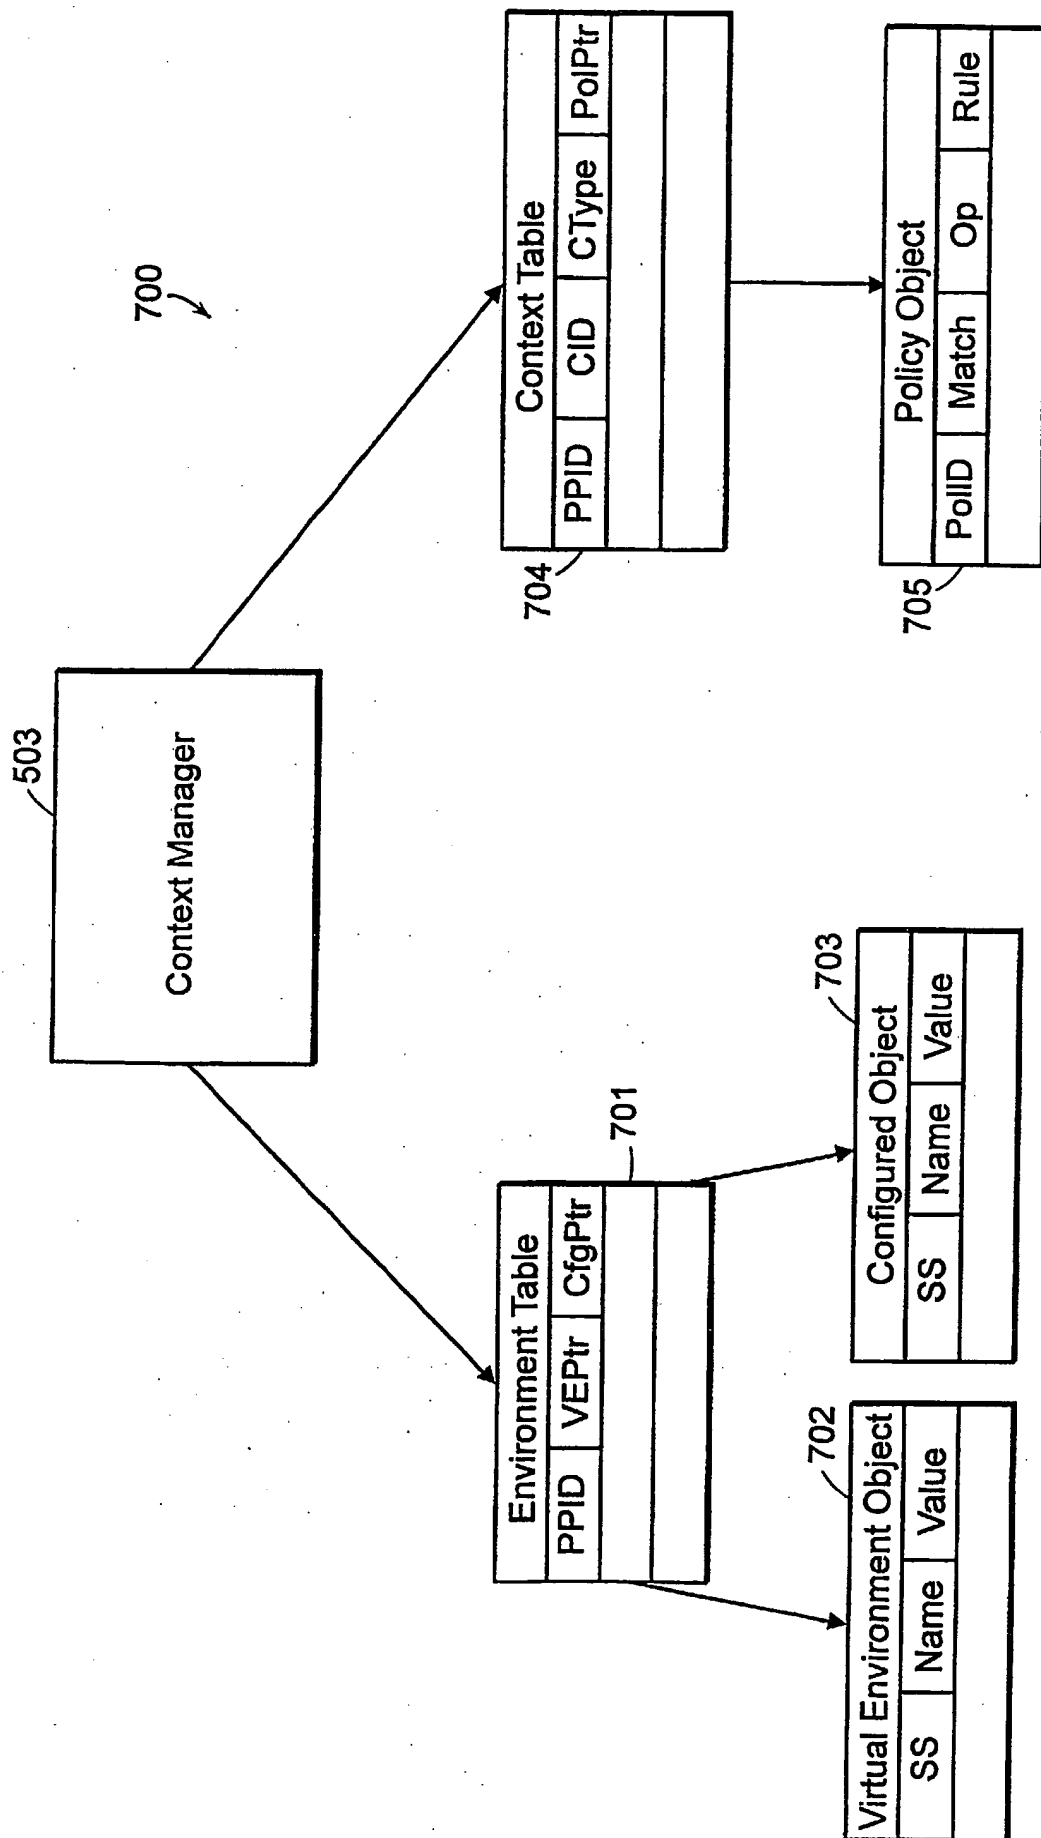 700
503
Context Manager
Environment Table
PPID VEPtr CfgPtr
701
Context Table
PPID CID CType PolPtr
704
Virtual Environment Object
SS Name Value
702
Configured Object
SS Name Value
703
Policy Object
PolID Match Op Rule
705